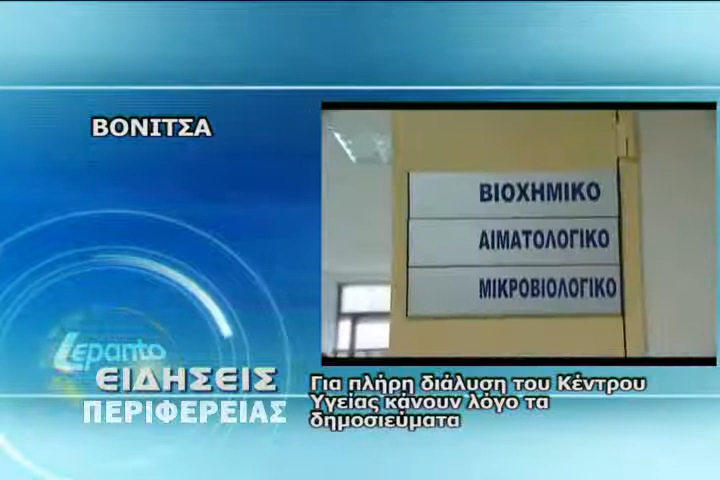 ΒΟΝΙΤΣΑ
ΒΙΟΧΗΜΙΚΟ
ΑΙΜΑΤΟΛΟΓΙΚΟ
ΜΙΚΡΟΒΙΟΛΟΓΙΚΟ
Lepanto
ΕΙΔΗΣΕΙΣ
ΠΕΡΙΦΕΡΕΙΑΣ
Για πλήρη διάλυση του Κέντρου
Υγείας κάνουν λόγο τα
δημοσιεύματα